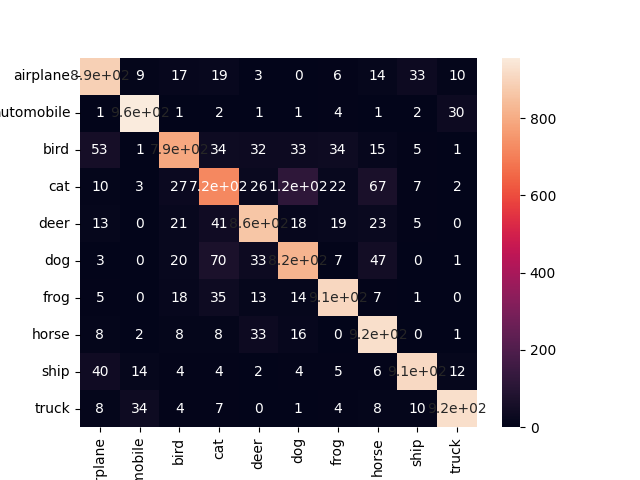 airplane 8.9e+02 9 17 19 3 0 6 14 33 10
utomobile 1 9.6e+02 1 2 1 1 4 1 2 30
bird 53 1 7.9e+02 34 32 33 34 15 5 1
cat 10 3 27 7.2e+02 26 1.2e+02 22 67 7 2
deer 13 0 21 41 8.6e+02 18 19 23 5 0
dog 3 0 20 70 33 8.2e+02 7 47 0 1
frog 5 0 18 35 13 14 9.1e+02 7 1 0
horse 8 2 8 8 33 16 0 9.2e+02 0 1
ship 40 14 4 4 2 4 5 6 9.1e+02 12
truck 8 34 4 7 0 1 4 8 10 9.2e+02
rplane mobile bird cat deer dog frog horse ship truck
800
600
400
200
0